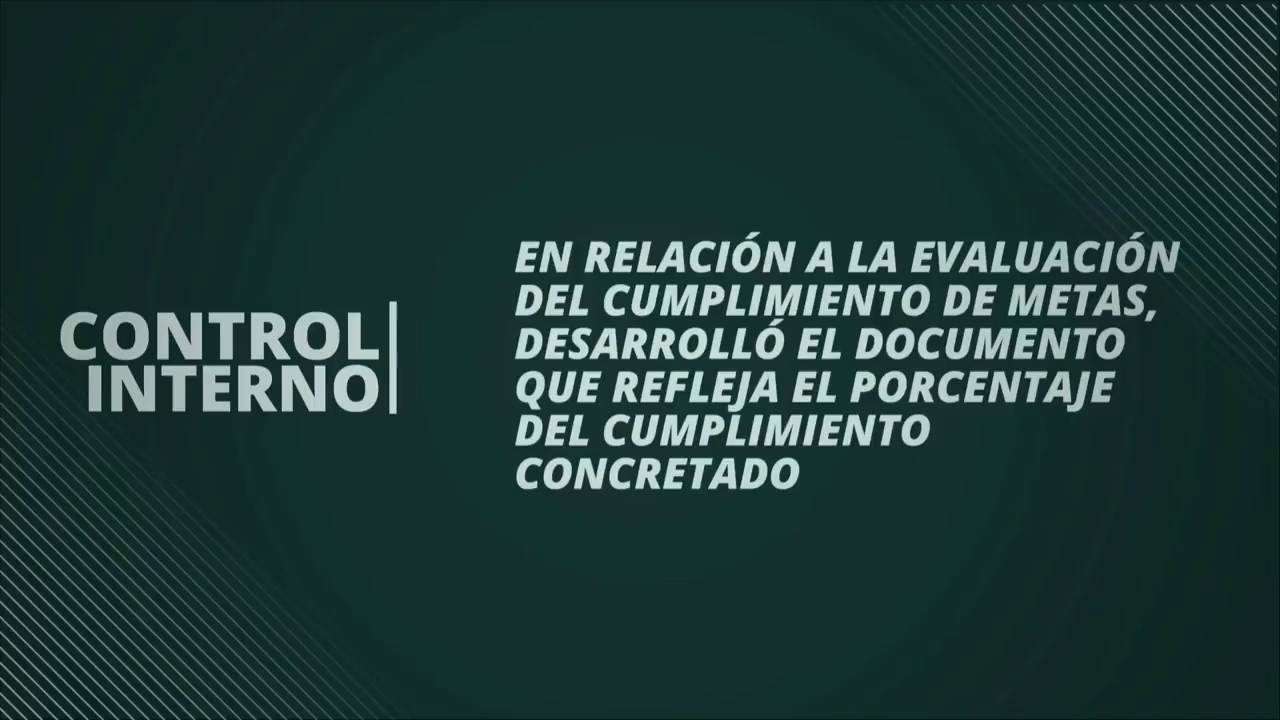 CONTROL
INTERNO
EN RELACIÓN A LA EVALUACIÓN
DEL CUMPLIMIENTO DE METAS,
DESARROLLÓ EL DOCUMENTO
QUE REFLEJA EL PORCENTAJE
DEL CUMPLIMIENTO
CONCRETADO